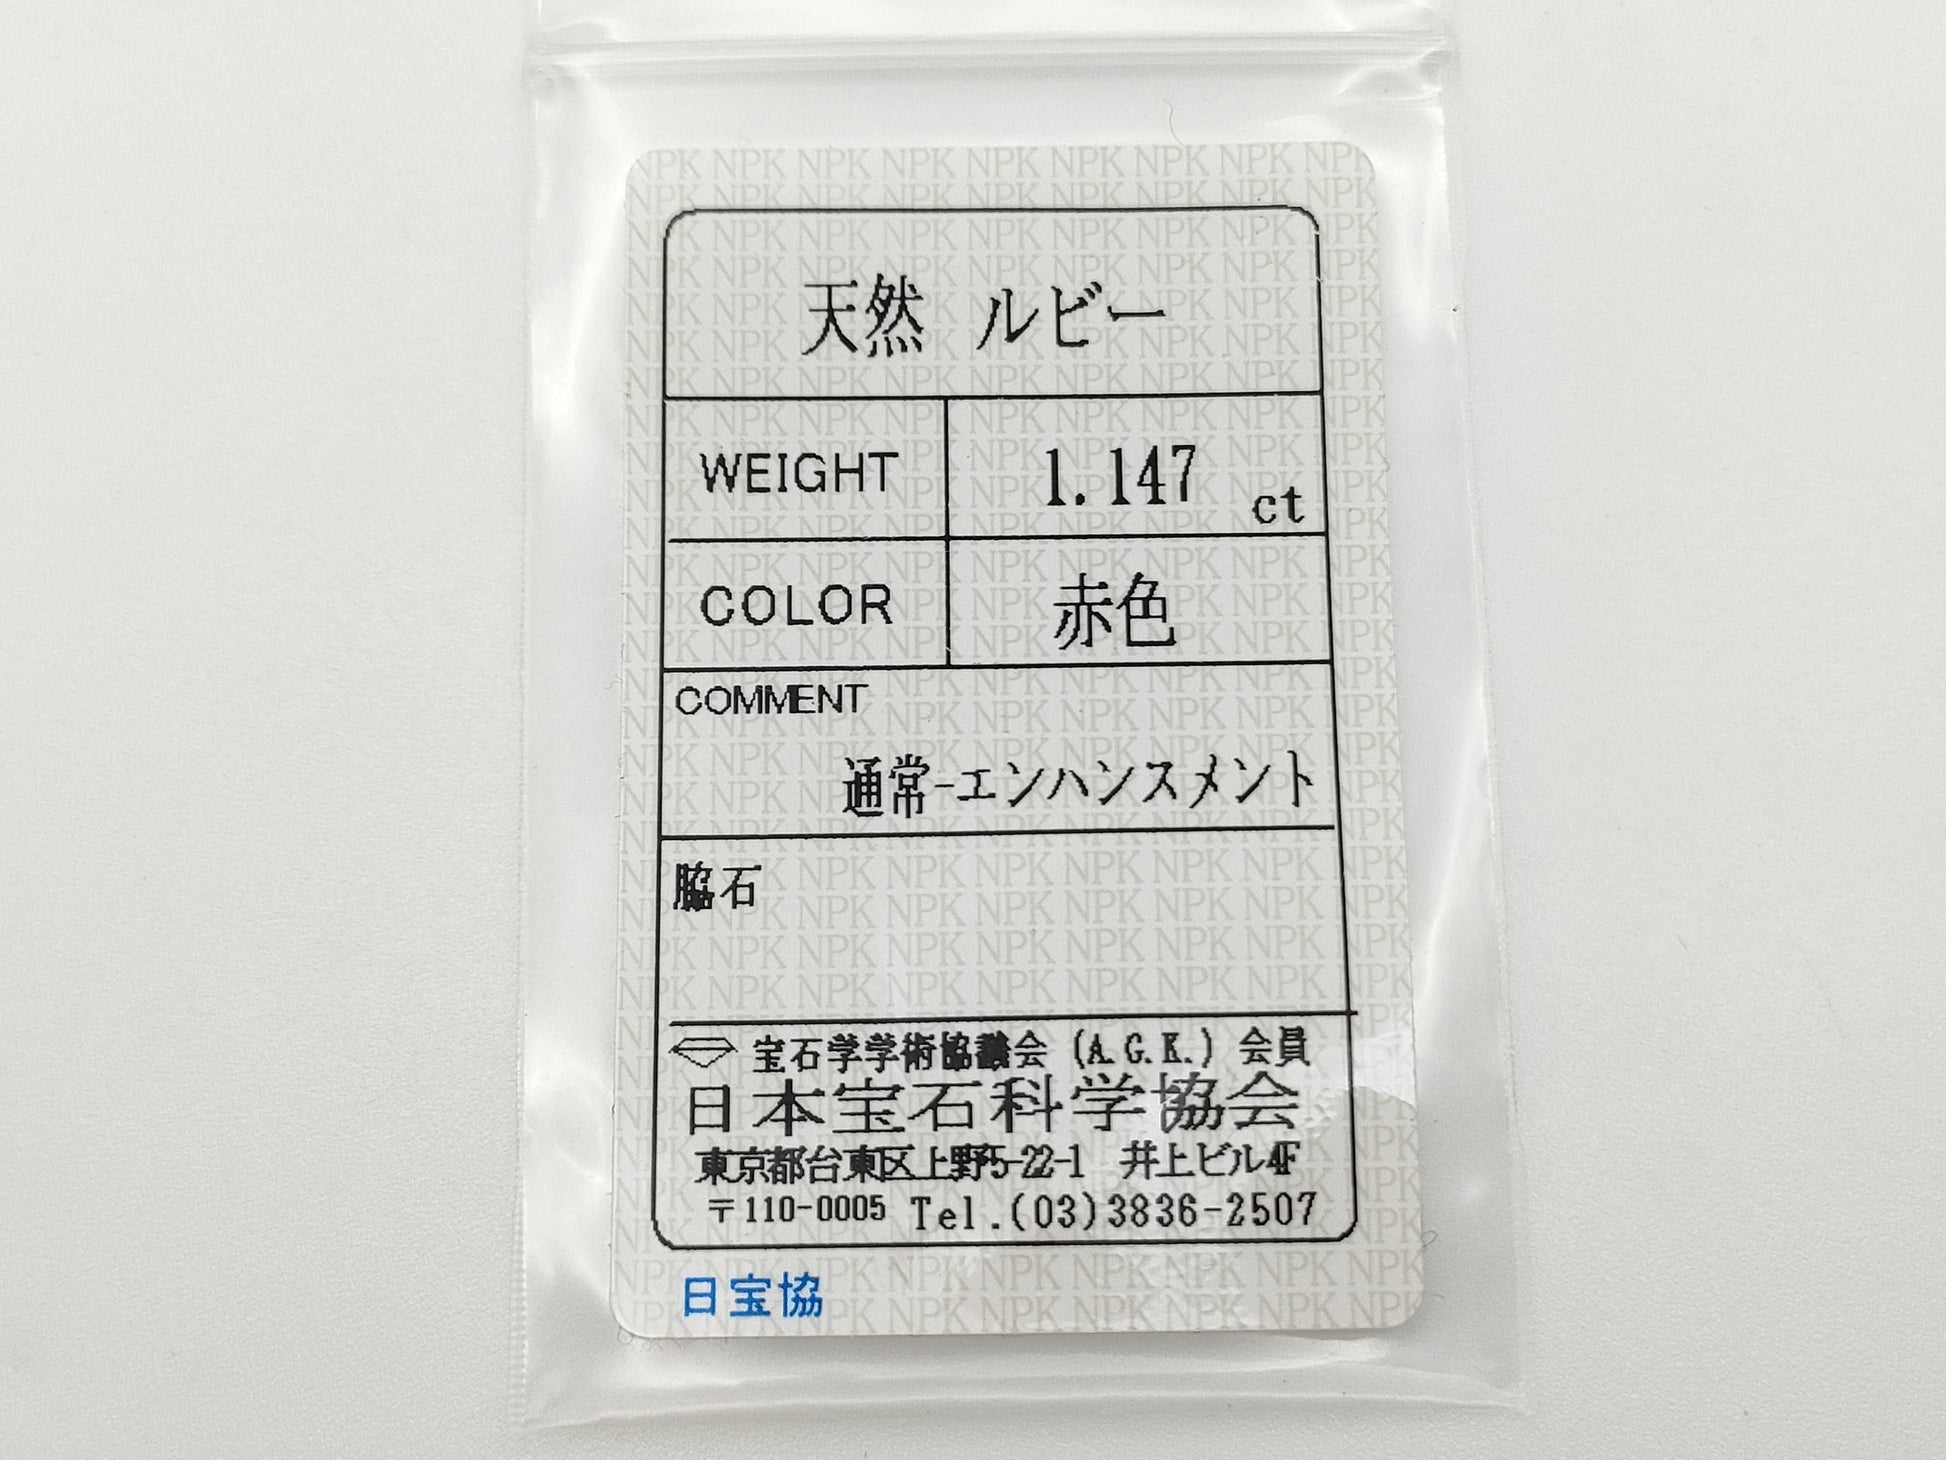 天然 ルビー
WEIGHT 1.147 ct
COLOR 赤色
COMMENT
通常-エンハンスメント
脇石
宝石学学術協議会 (A.G.K.) 会員
日本宝石科学協会
東京都台東区上野5-22-1 井上ビル4F
〒110-0005 Tel.(03)3836-2507
日宝協